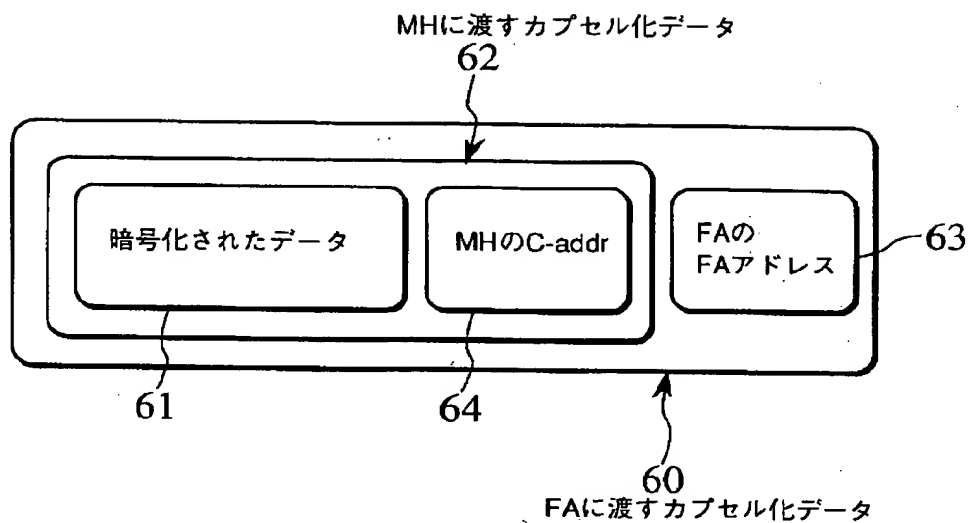 MHに渡すカプセル化データ
62
暗号化されたデータ
MHのC-addr
FAの
FAアドレス
63
61
64
60
FAに渡すカプセル化データ